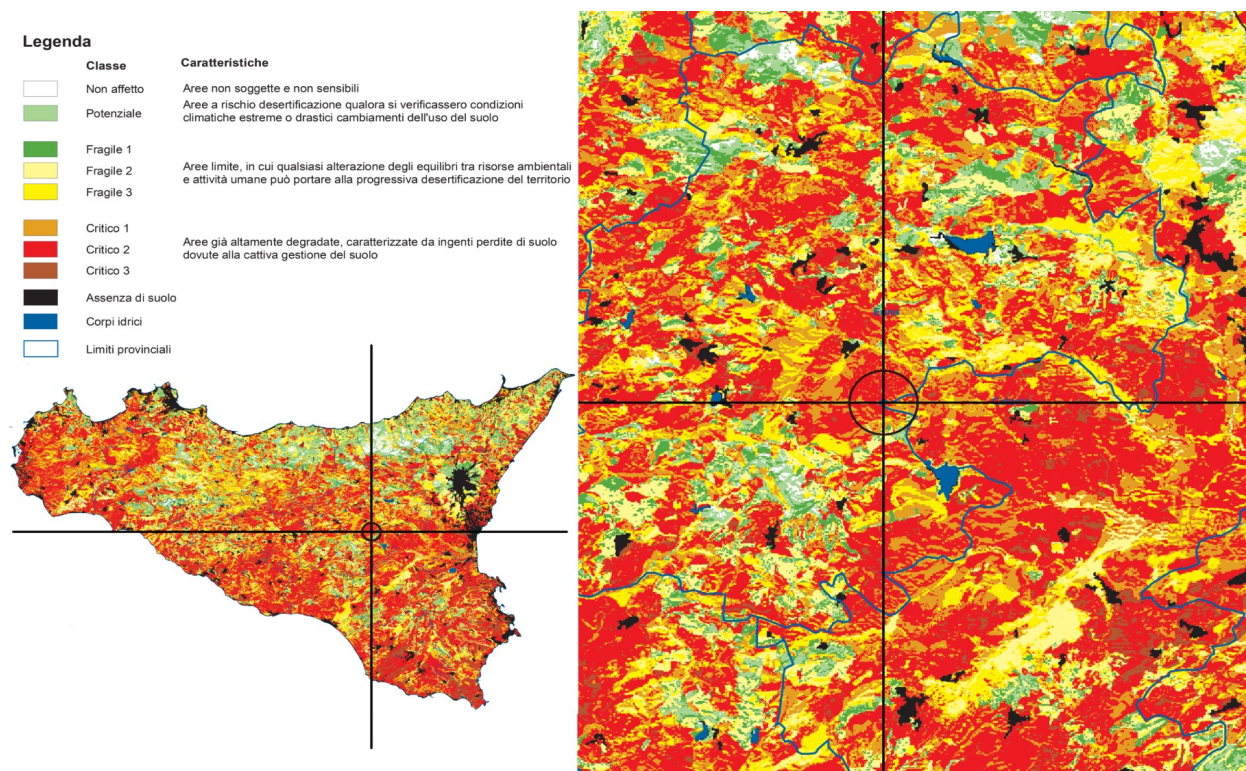 Legenda
Classe Caratteristiche
Non affetto Aree non soggette e non sensibili
Potenziale Aree a rischio desertificazione qualora si verificassero condizioni
climatiche estreme o drastici cambiamenti dell'uso del suolo
Fragile 1
Fragile 2 Aree limite, in cui qualsiasi alterazione degli equilibri tra risorse ambientali
e attività umane può portare alla progressiva desertificazione del territorio
Fragile 3
Critico 1
Critico 2 Aree già altamente degradate, caratterizzate da ingenti perdite di suolo
dovute alla cattiva gestione del suolo
Critico 3
Assenza di suolo
Corpi idrici
Limiti provinciali